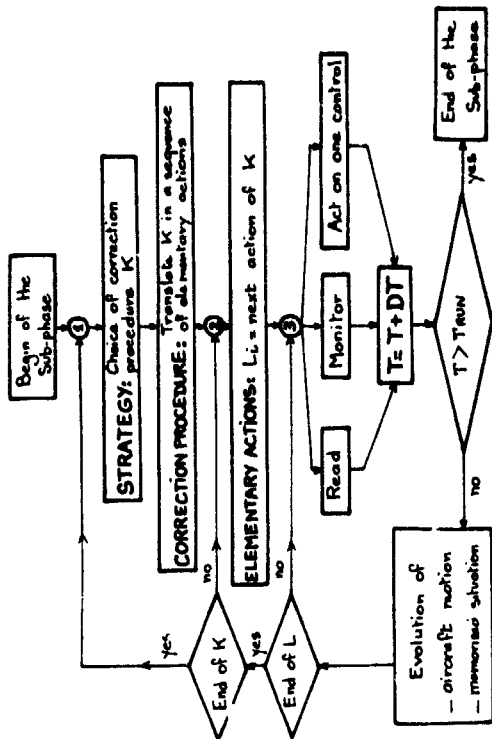 Begin of the
Sub-phase
1
Choice of correction
STRATEGY: procedure K
Translate K in a sequence
CORRECTION PROCEDURE: of elementary actions
2
ELEMENTARY ACTIONS: Li = next action of K
3
Read
Monitor
Act on one control
T = T + DT
T > TRUN
yes
End of the
Sub-phase
no
Evolution of
- aircraft motion
- memorized situation
End of L
no
yes
End of K
no
yes